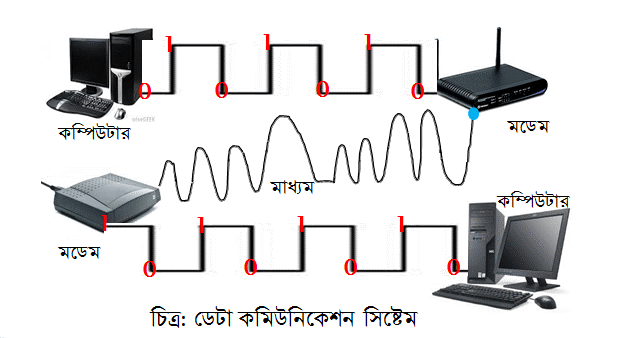 1 1 1
0 0 0
কম্পিউটার
মডেম
মাধ্যম
কম্পিউটার
1 1 1 1
মডেম
0 0 0 0
চিত্র: ডেটা কমিউনিকেশন সিষ্টেম